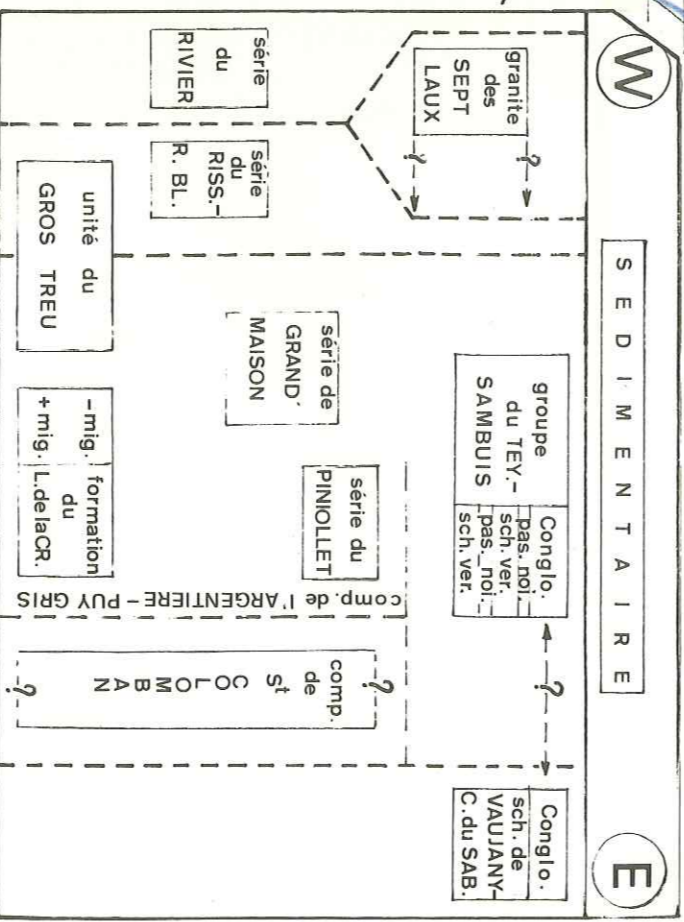 W
SEDIMENTAIRE
E
granite
des
SEPT
LAUX
?
?
groupe
du TEY.-
SAMBUIS
Conglo.
pas. noi.
sch. ver.
pas. noi.
sch. ver.
?
Conglo.
sch. de
VAUJANY-
C. du SAB.
série
du
RIVIER
série
du
RISS.-
R. BL.
série de
GRAND'
MAISON
série du
PINIOLLET
comp. de l'ARGENTIERE - PUY GRIS
?
comp.
de
St COLOMBAN
?
unité du
GROS TREU
- mig.
+ mig.
formation
du
L. de la CR.